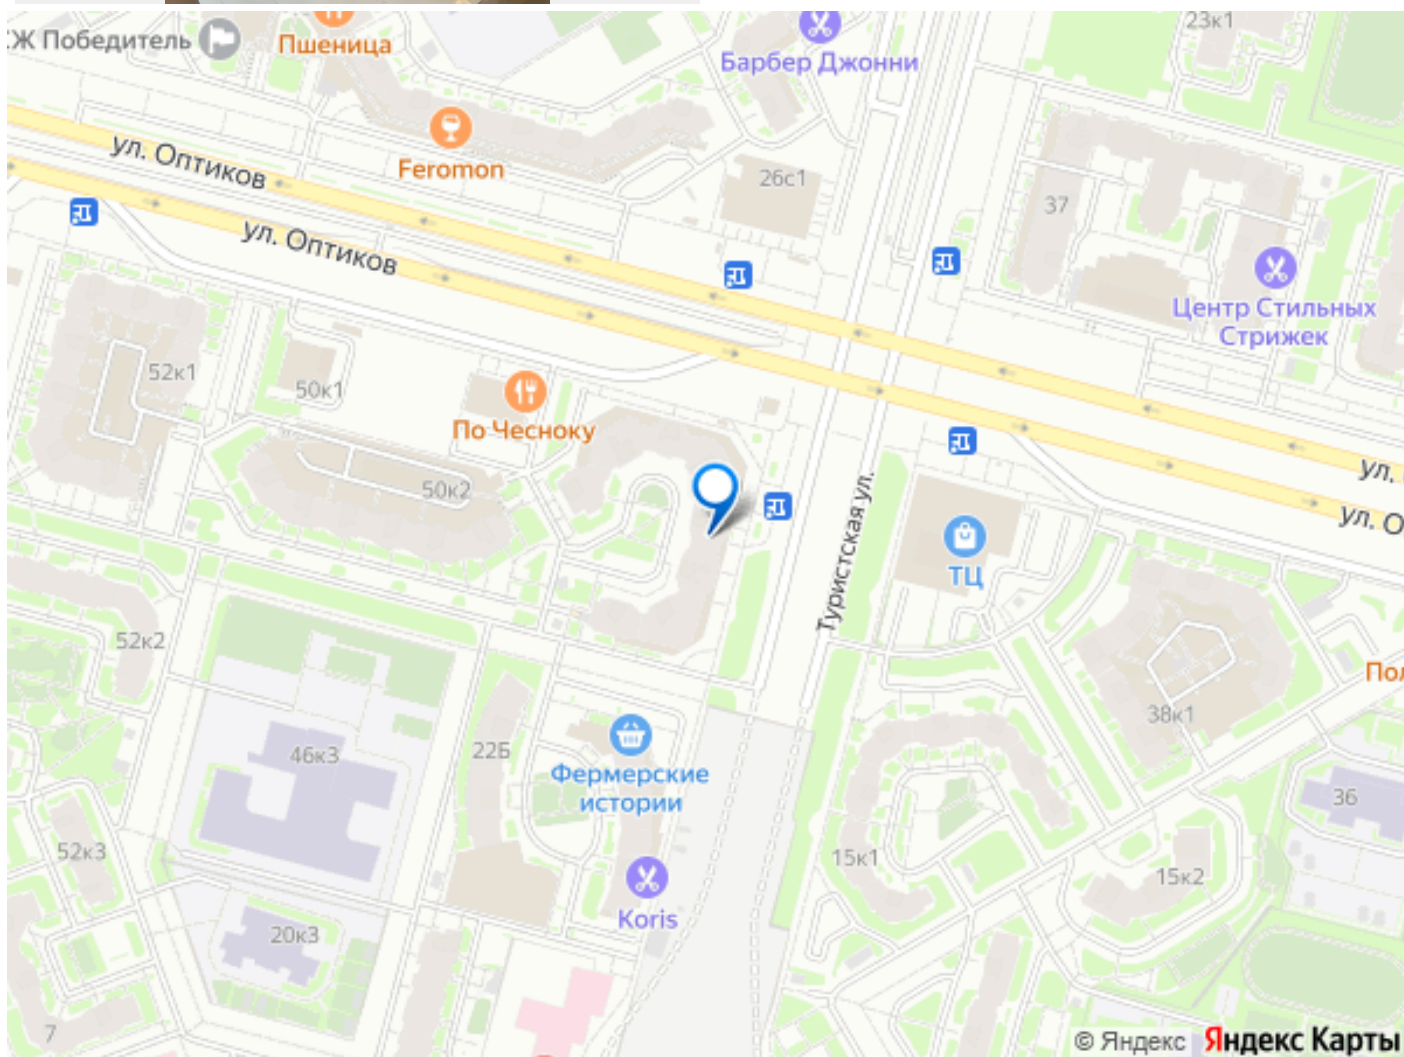 Ж Победитель
Пшеница
Барбер Джонни
23к1
Feromon
26с1
37
ул. Оптиков
ул. Оптиков
Центр Стильных
Стрижек
52к1
50к1
По Чесноку
50к2
ул.
ул. О
Туристская ул.
ТЦ
52к2
Пол
38к1
46к3
22Б
Фермерские
истории
36
52к3
15к1
15к2
Koris
20к3
7
© Яндекс Яндекс Карты